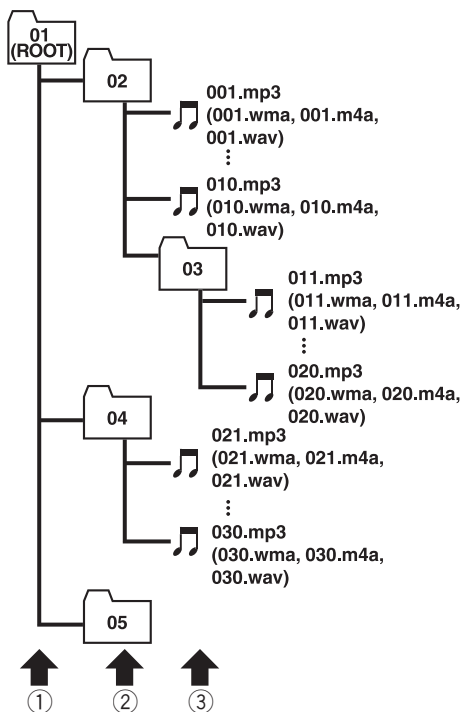 01
(ROOT)
02
001.mp3
(001.wma, 001.m4a,
001.wav)
010.mp3
(010.wma, 010.m4a,
010.wav)
03
011.mp3
(011.wma, 011.m4a,
011.wav)
020.mp3
(020.wma, 020.m4a,
020.wav)
04
021.mp3
(021.wma, 021.m4a,
021.wav)
030.mp3
(030.wma, 030.m4a,
030.wav)
05
① ② ③